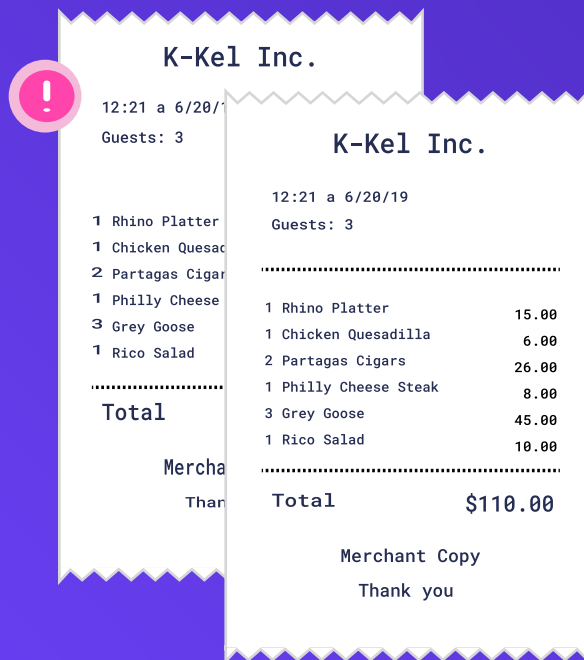 K-Kel Inc.
12:21 a 6/20/1
Guests: 3
1 Rhino Platter
1 Chicken Quesad
2 Partagas Cigar
1 Philly Cheese
3 Grey Goose
1 Rico Salad
Total
Mercha
Than
K-Kel Inc.
12:21 a 6/20/19
Guests: 3
1 Rhino Platter 15.00
1 Chicken Quesadilla 6.00
2 Partagas Cigars 26.00
1 Philly Cheese Steak 8.00
3 Grey Goose 45.00
1 Rico Salad 10.00
Total $110.00
Merchant Copy
Thank you